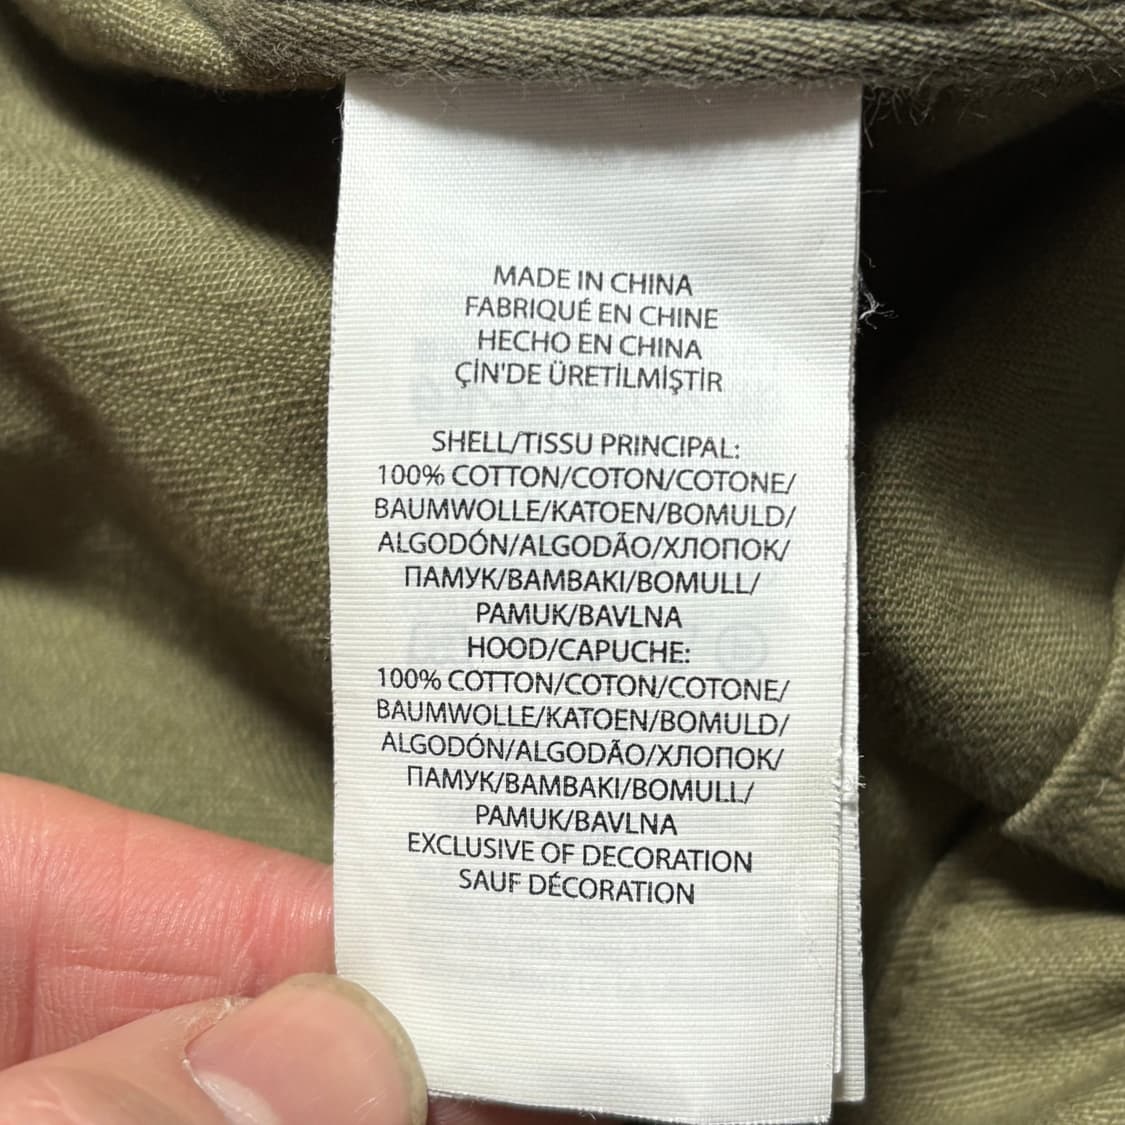 MADE IN CHINA
FABRIQUÉ EN CHINE
HECHO EN CHINA
ÇİN'DE ÜRETİLMİŞTİR
SHELL/TISSU PRINCIPAL:
100% COTTON/COTON/COTONE/
BAUMWOLLE/KATOEN/BOMULD/
ALGODÓN/ALGODÃO/ХЛОПОК/
ПАМУК/BAMBAKI/BOMULL/
PAMUK/BAVLNA
HOOD/CAPUCHE:
100% COTTON/COTON/COTONE/
BAUMWOLLE/KATOEN/BOMULD/
ALGODÓN/ALGODÃO/ХЛОПОК/
ПАМУК/BAMBAKI/BOMULL/
PAMUK/BAVLNA
EXCLUSIVE OF DECORATION
SAUF DÉCORATION